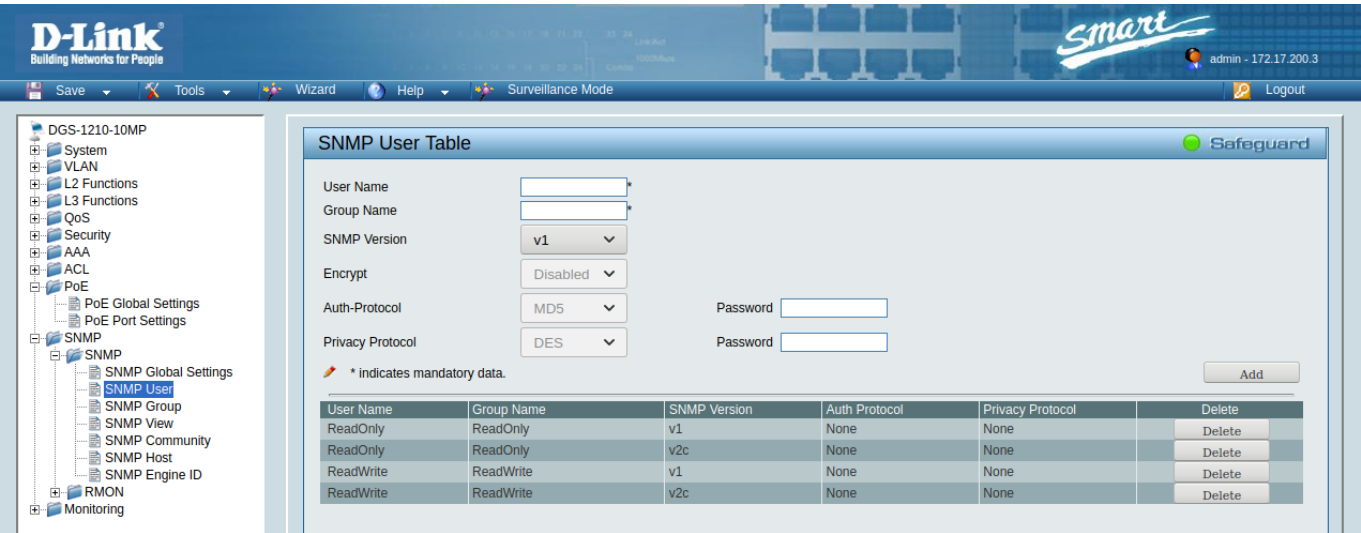 D-Link
Building Networks for People
Smart
admin - 172.17.200.3
Save Tools Wizard Help Surveillance Mode Logout
DGS-1210-10MP
System
VLAN
L2 Functions
L3 Functions
QoS
Security
AAA
ACL
PoE
PoE Global Settings
PoE Port Settings
SNMP
SNMP
SNMP Global Settings
SNMP User
SNMP Group
SNMP View
SNMP Community
SNMP Host
SNMP Engine ID
RMON
Monitoring
SNMP User Table
Safeguard
User Name *
Group Name *
SNMP Version v1
Encrypt Disabled
Auth-Protocol MD5 Password
Privacy Protocol DES Password
* indicates mandatory data.
Add
User Name Group Name SNMP Version Auth Protocol Privacy Protocol Delete
ReadOnly ReadOnly v1 None None Delete
ReadOnly ReadOnly v2c None None Delete
ReadWrite ReadWrite v1 None None Delete
ReadWrite ReadWrite v2c None None Delete